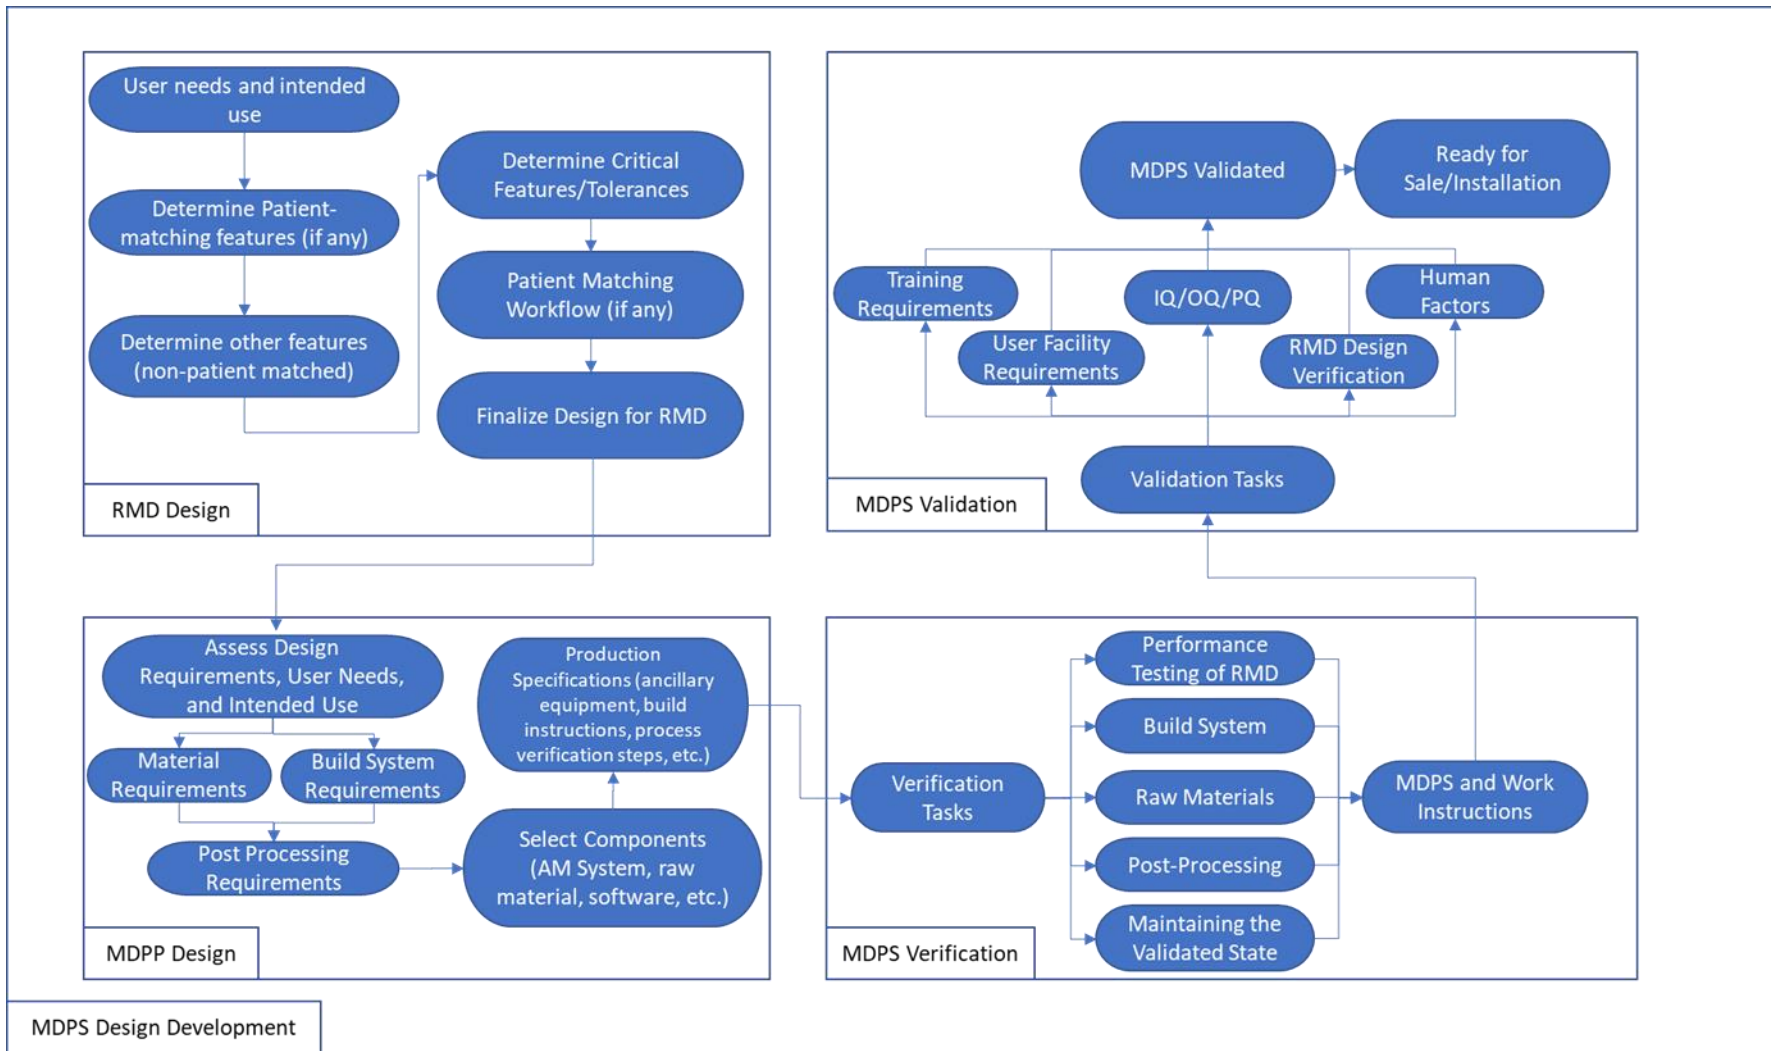 User needs and intended
use
Determine Patient-
matching features (if any)
Determine other features
(non-patient matched)
Determine Critical
Features/Tolerances
Patient Matching
Workflow (if any)
Finalize Design for RMD
RMD Design
Assess Design
Requirements, User Needs,
and Intended Use
Material
Requirements
Build System
Requirements
Post Processing
Requirements
Select Components
(AM System, raw
material, software, etc.)
Production
Specifications (ancillary
equipment, build
instructions, process
verification steps, etc.)
MDPP Design
Verification
Tasks
Performance
Testing of RMD
Build System
Raw Materials
Post-Processing
Maintaining the
Validated State
MDPS and Work
Instructions
MDPS Verification
Validation Tasks
Training
Requirements
User Facility
Requirements
IQ/OQ/PQ
RMD Design
Verification
Human
Factors
MDPS Validated
Ready for
Sale/Installation
MDPS Validation
MDPS Design Development